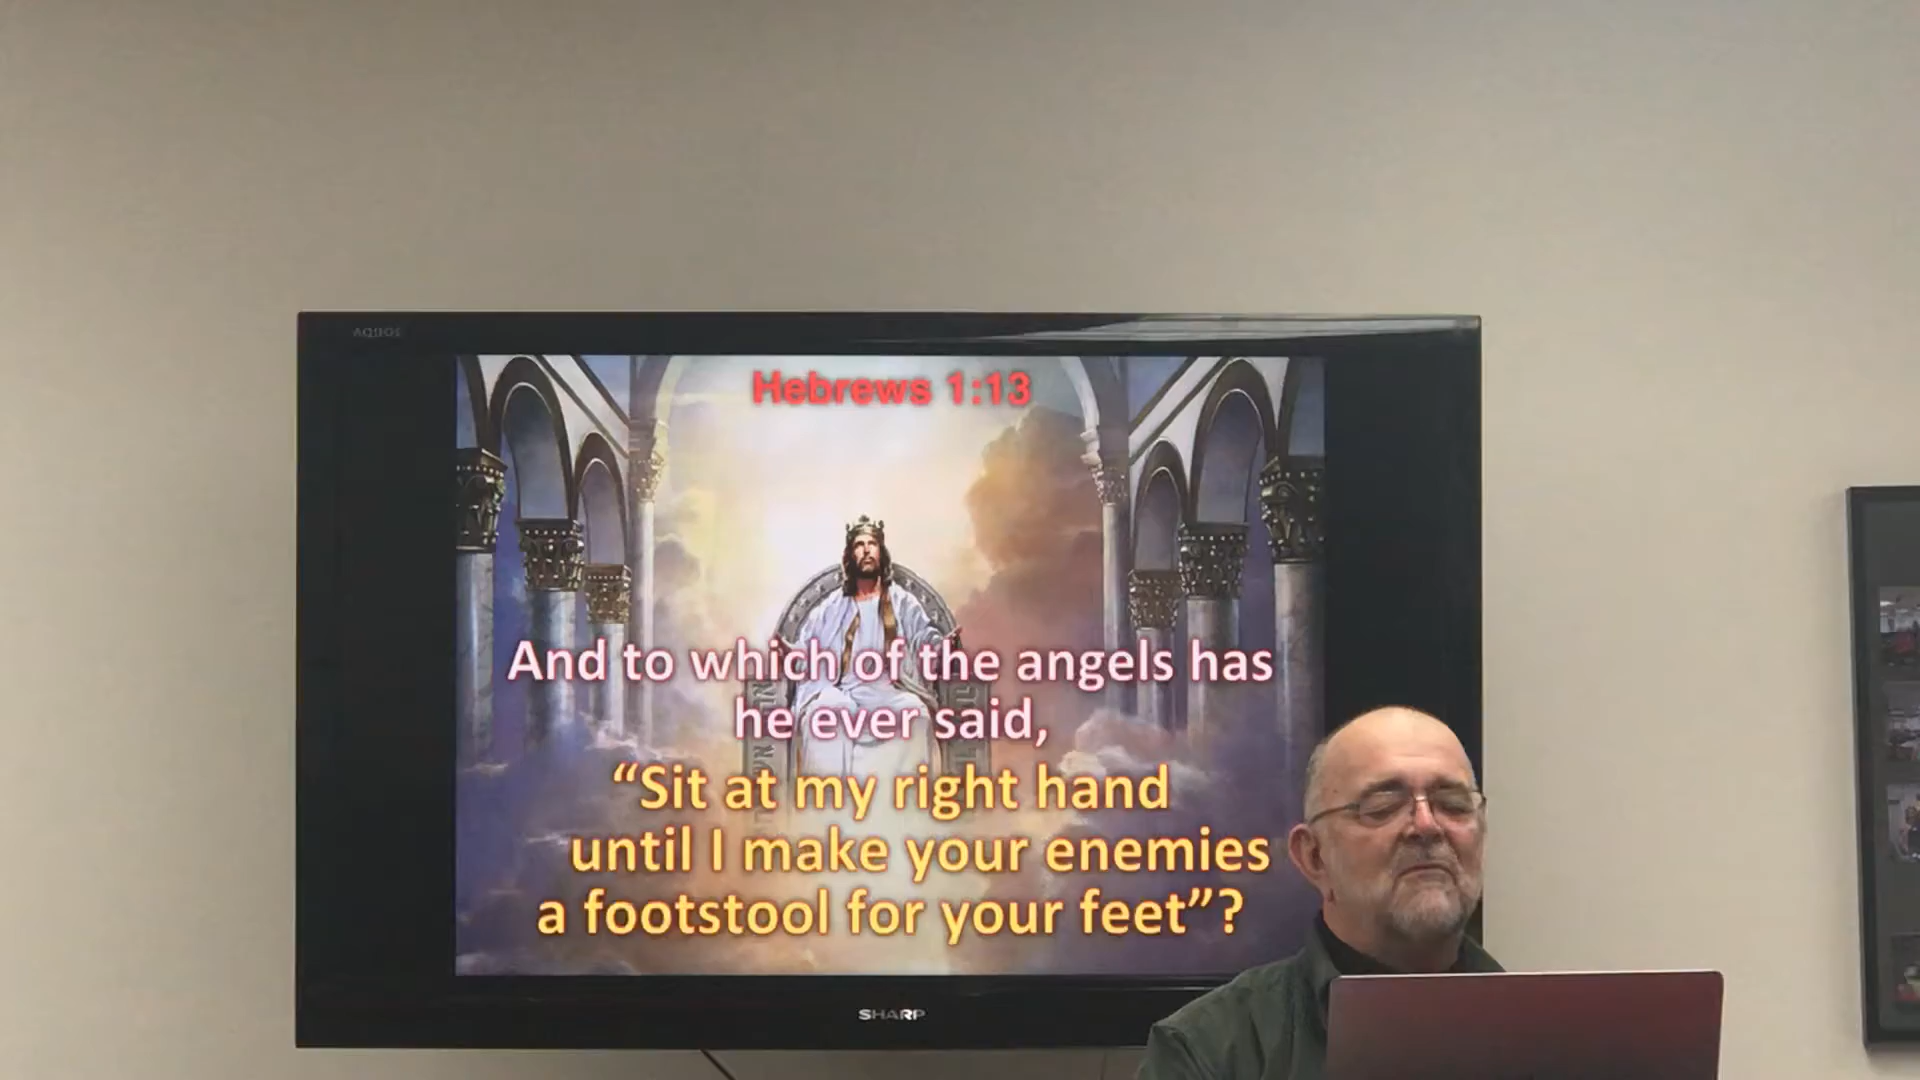 AQUOS
Hebrews 1:13
And to which of the angels has
he ever said,
“Sit at my right hand
until I make your enemies
a footstool for your feet”?
SHARP